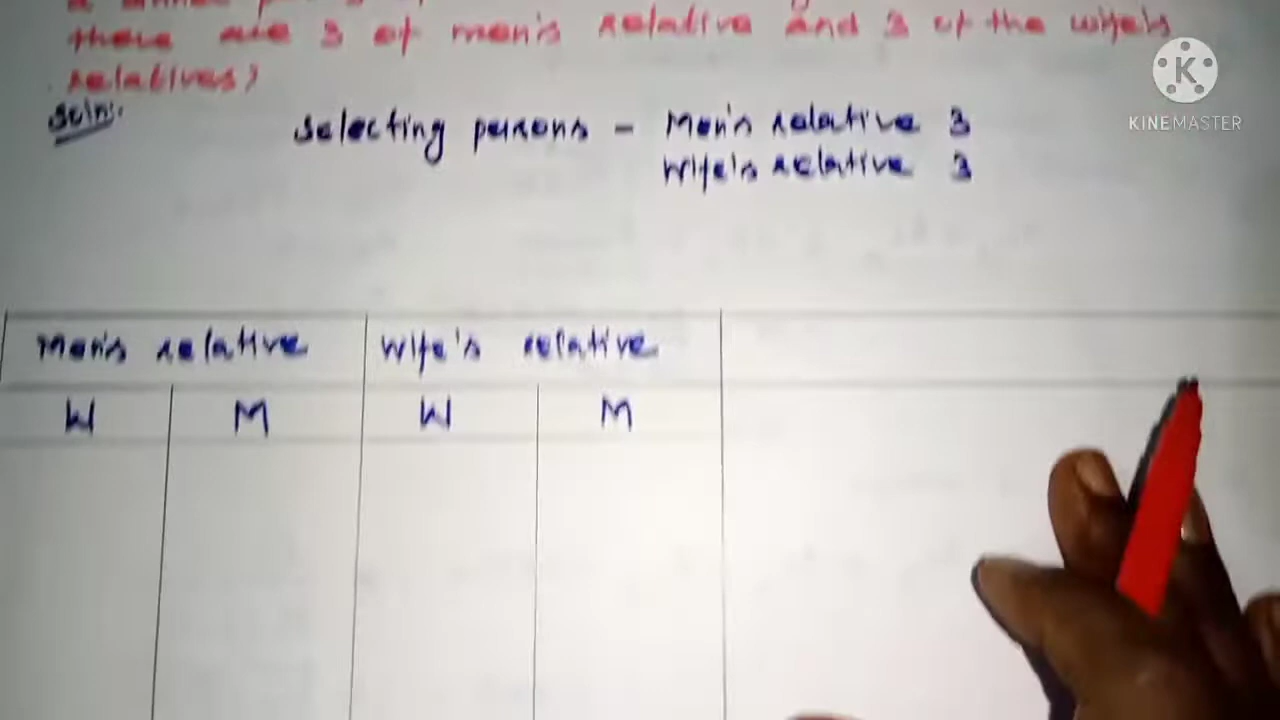 there are 3 of men's relative and 3 of the wife's
relatives?
Soln:
Selecting persons - Men's relative 3
Wife's relative 3
Men's relative Wife's relative
W M W M
K
KINEMASTER